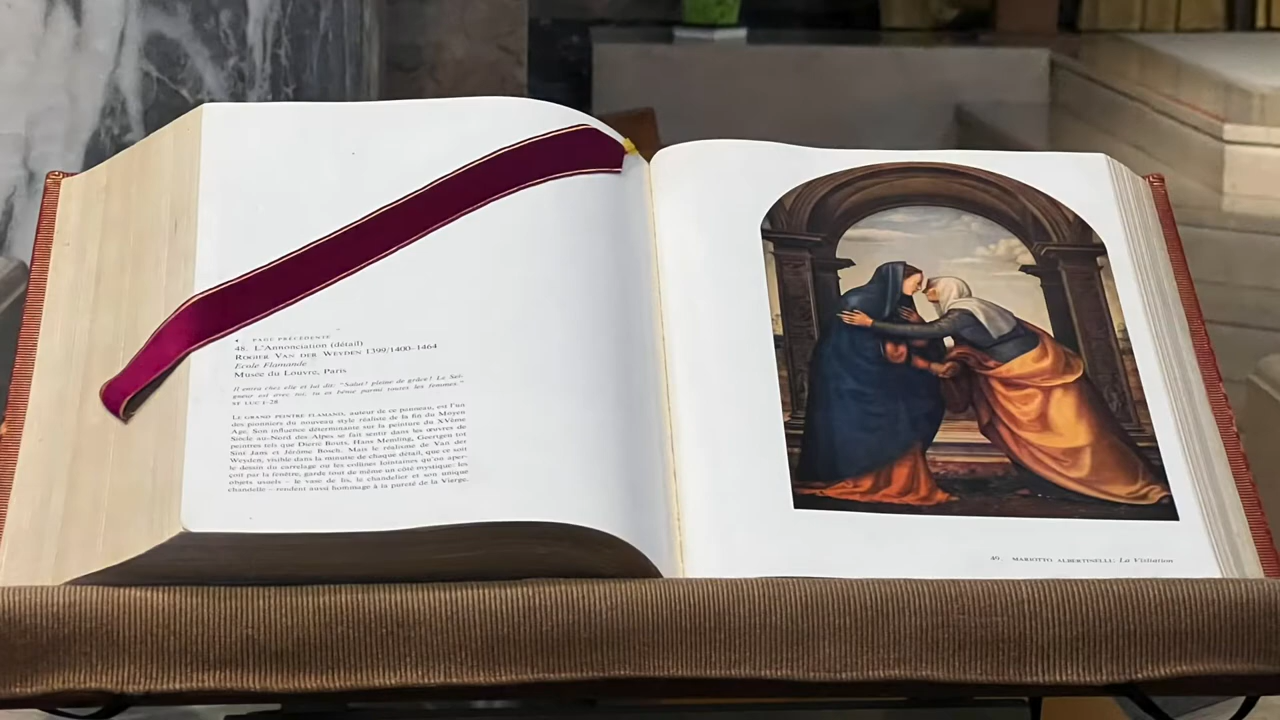 PAGE PRÉCÉDENTE
48. L'Annonciation (détail)
ROGIER VAN DER WEYDEN 1399/1400–1464
Ecole Flamande
Musée du Louvre, Paris
Il entra chez elle et lui dit: "Salut! pleine de grâce! Le Sei-
gneur est avec toi, tu es bénie parmi toutes les femmes."
ST LUC I:28
LE GRAND PEINTRE FLAMAND, auteur de ce panneau, est l'un
des pionniers du nouveau style réaliste de la fin du Moyen
Age. Son influence déterminante sur la peinture du XVème
Siècle au Nord des Alpes se fait sentir dans les œuvres de
peintres tels que Dieric Bouts, Hans Memling, Geertgen tot
Sint Jans et Jérôme Bosch. Mais le réalisme de Van der
Weyden, visible dans la minutie de chaque détail, que ce soit
le dessin du carrelage ou les collines lointaines qu'on aper-
çoit par la fenêtre, garde tout de même un côté mystique: les
objets usuels – le vase de lis, le chandelier et son unique
chandelle – rendent aussi hommage à la pureté de la Vierge.
49. MARIOTTO ALBERTINELLI: La Visitation